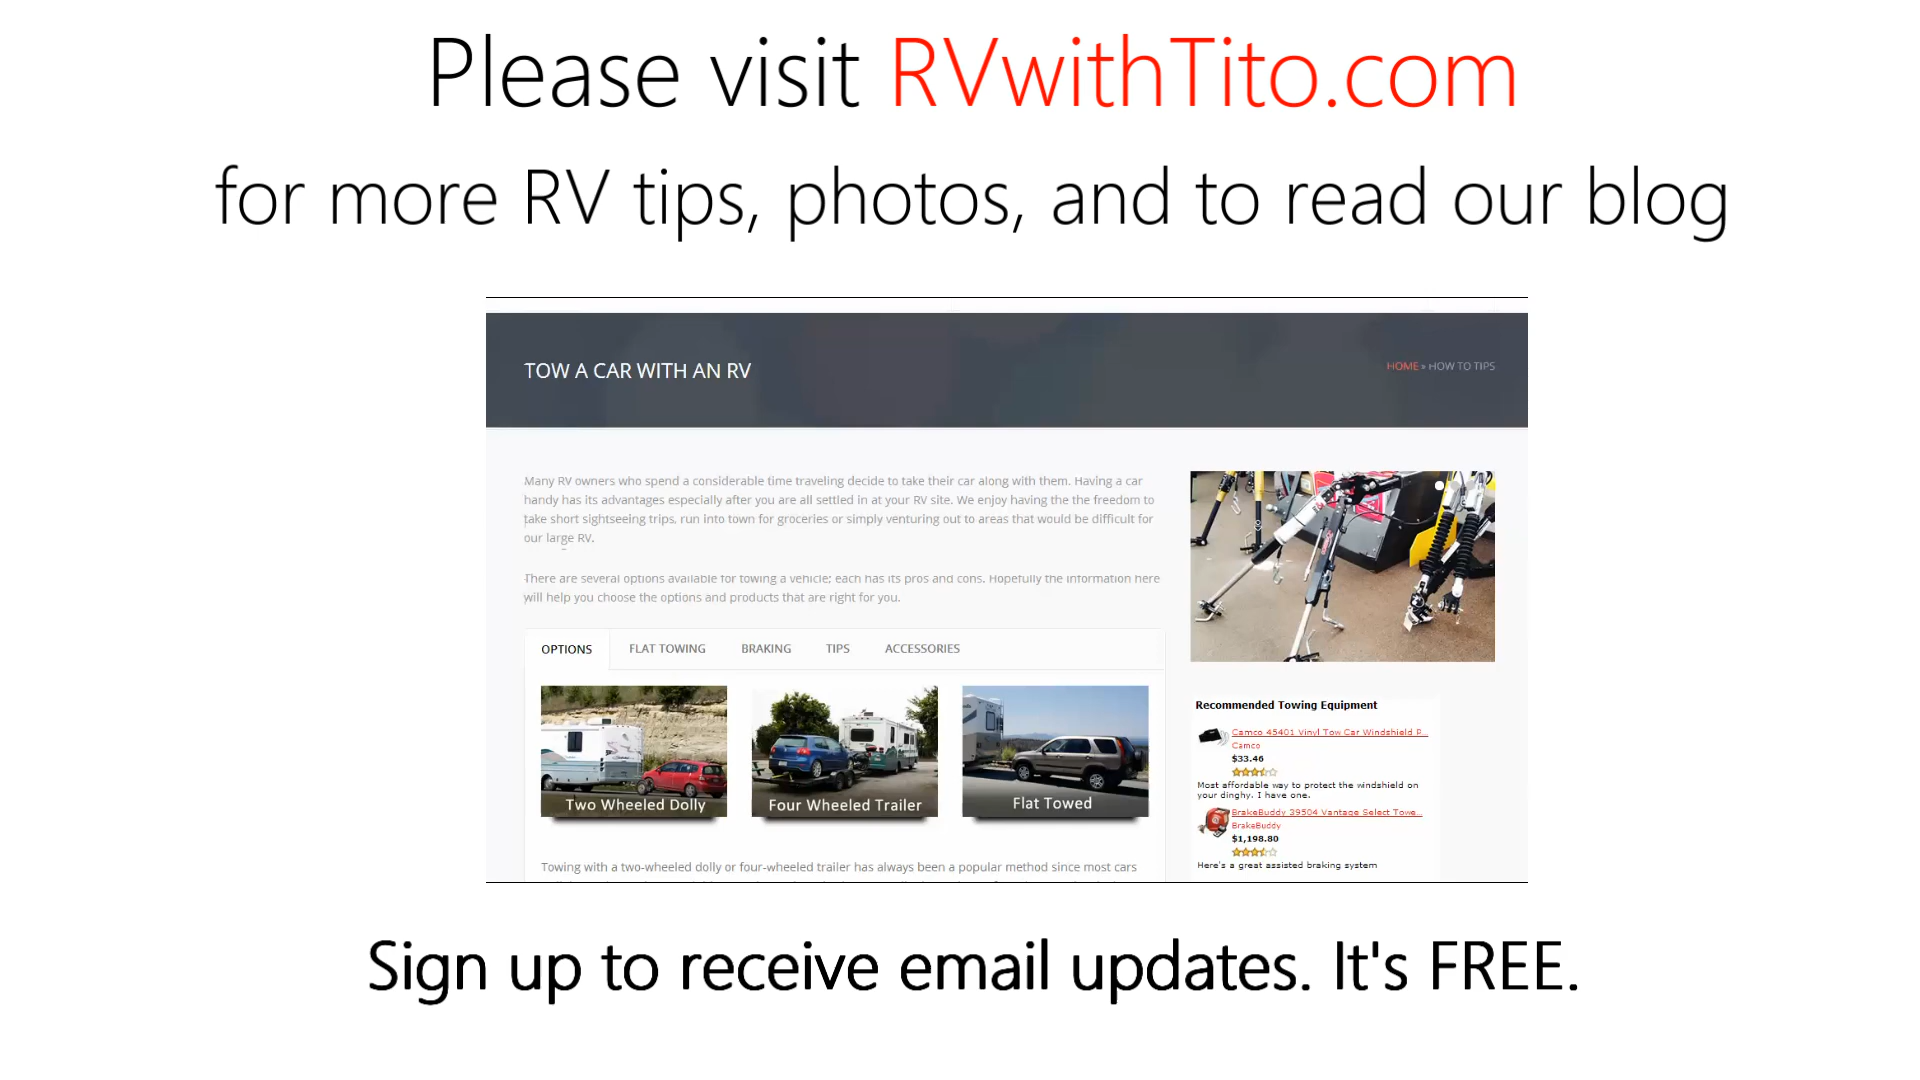 Please visit RVwithTito.com
for more RV tips, photos, and to read our blog
TOW A CAR WITH AN RV
HOME » HOW TO TIPS
Many RV owners who spend a considerable time traveling decide to take their car along with them. Having a car
handy has its advantages especially after you are all settled in at your RV site. We enjoy having the the freedom to
take short sightseeing trips, run into town for groceries or simply venturing out to areas that would be difficult for
our large RV.
There are several options available for towing a vehicle; each has its pros and cons. Hopefully the information here
will help you choose the options and products that are right for you.
OPTIONS FLAT TOWING BRAKING TIPS ACCESSORIES
Two Wheeled Dolly Four Wheeled Trailer Flat Towed
Towing with a two-wheeled dolly or four-wheeled trailer has always been a popular method since most cars
Recommended Towing Equipment
Camco 45401 Vinyl Tow Car Windshield P...
Camco
$33.46
Most affordable way to protect the windshield on
your dinghy. I have one.
BrakeBuddy 39504 Vantage Select Towe...
BrakeBuddy
$1,198.80
Here's a great assisted braking system
Sign up to receive email updates. It's FREE.